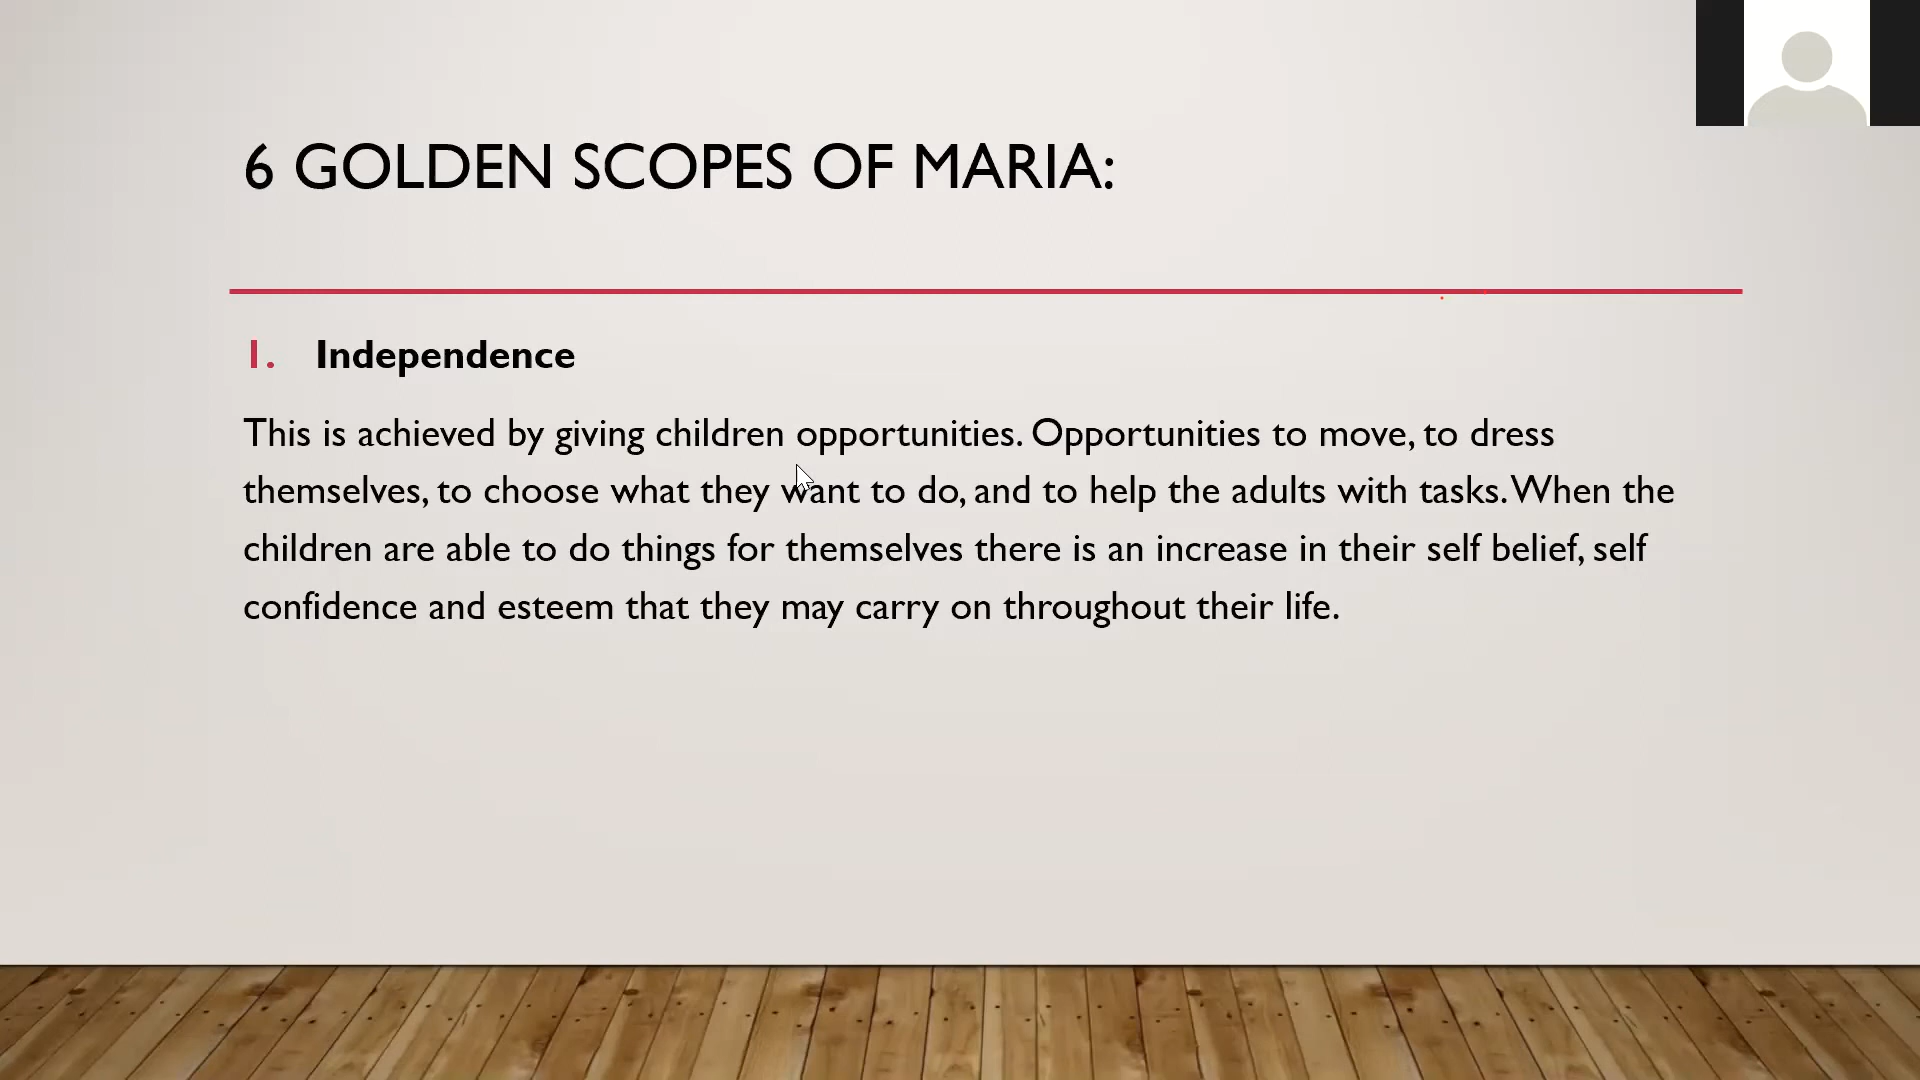 6 GOLDEN SCOPES OF MARIA:
1. Independence
This is achieved by giving children opportunities. Opportunities to move, to dress
themselves, to choose what they want to do, and to help the adults with tasks. When the
children are able to do things for themselves there is an increase in their self belief, self
confidence and esteem that they may carry on throughout their life.